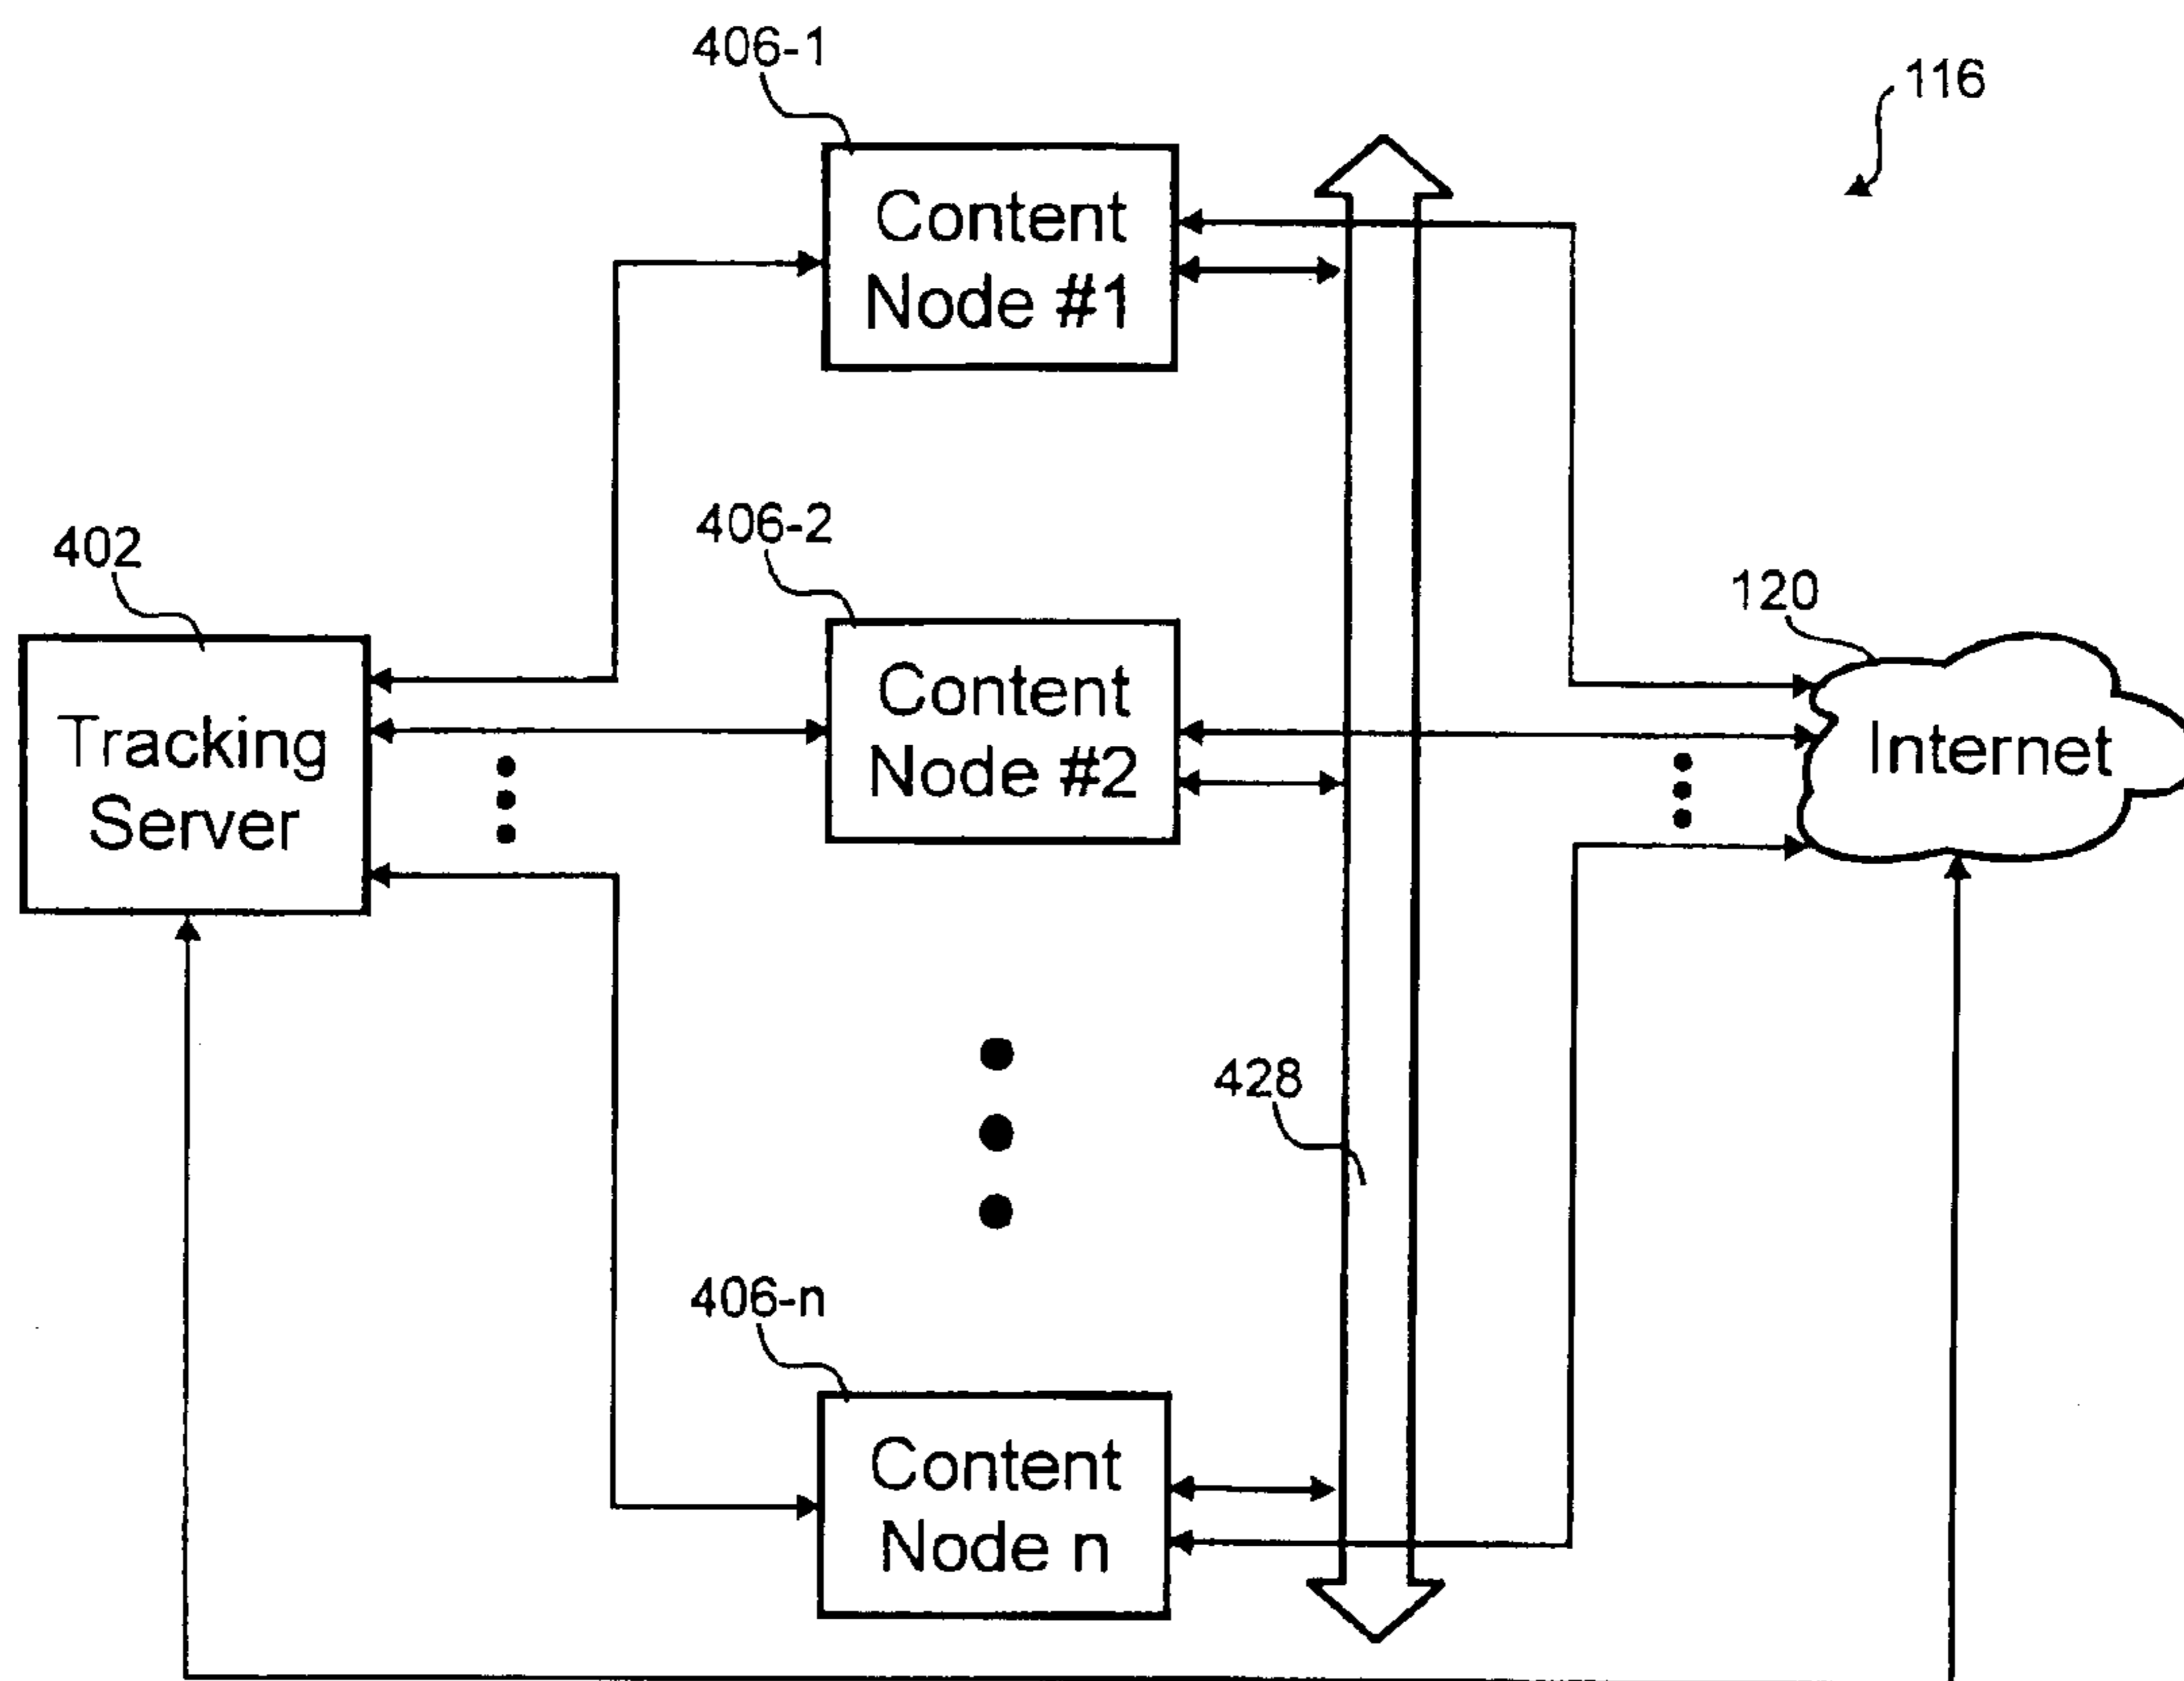 406-1
116
Content
Node #1
406-2
402
120
Content
Node #2
Tracking
Server
Internet
428
406-n
Content
Node n